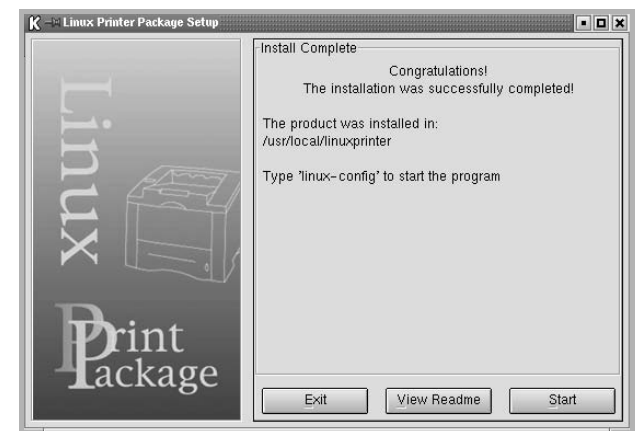 Linux Printer Package Setup
Linux
Print
Package
Install Complete
Congratulations!
The installation was successfully completed!
The product was installed in:
/usr/local/linuxprinter
Type 'linux-config' to start the program
Exit
View Readme
Start